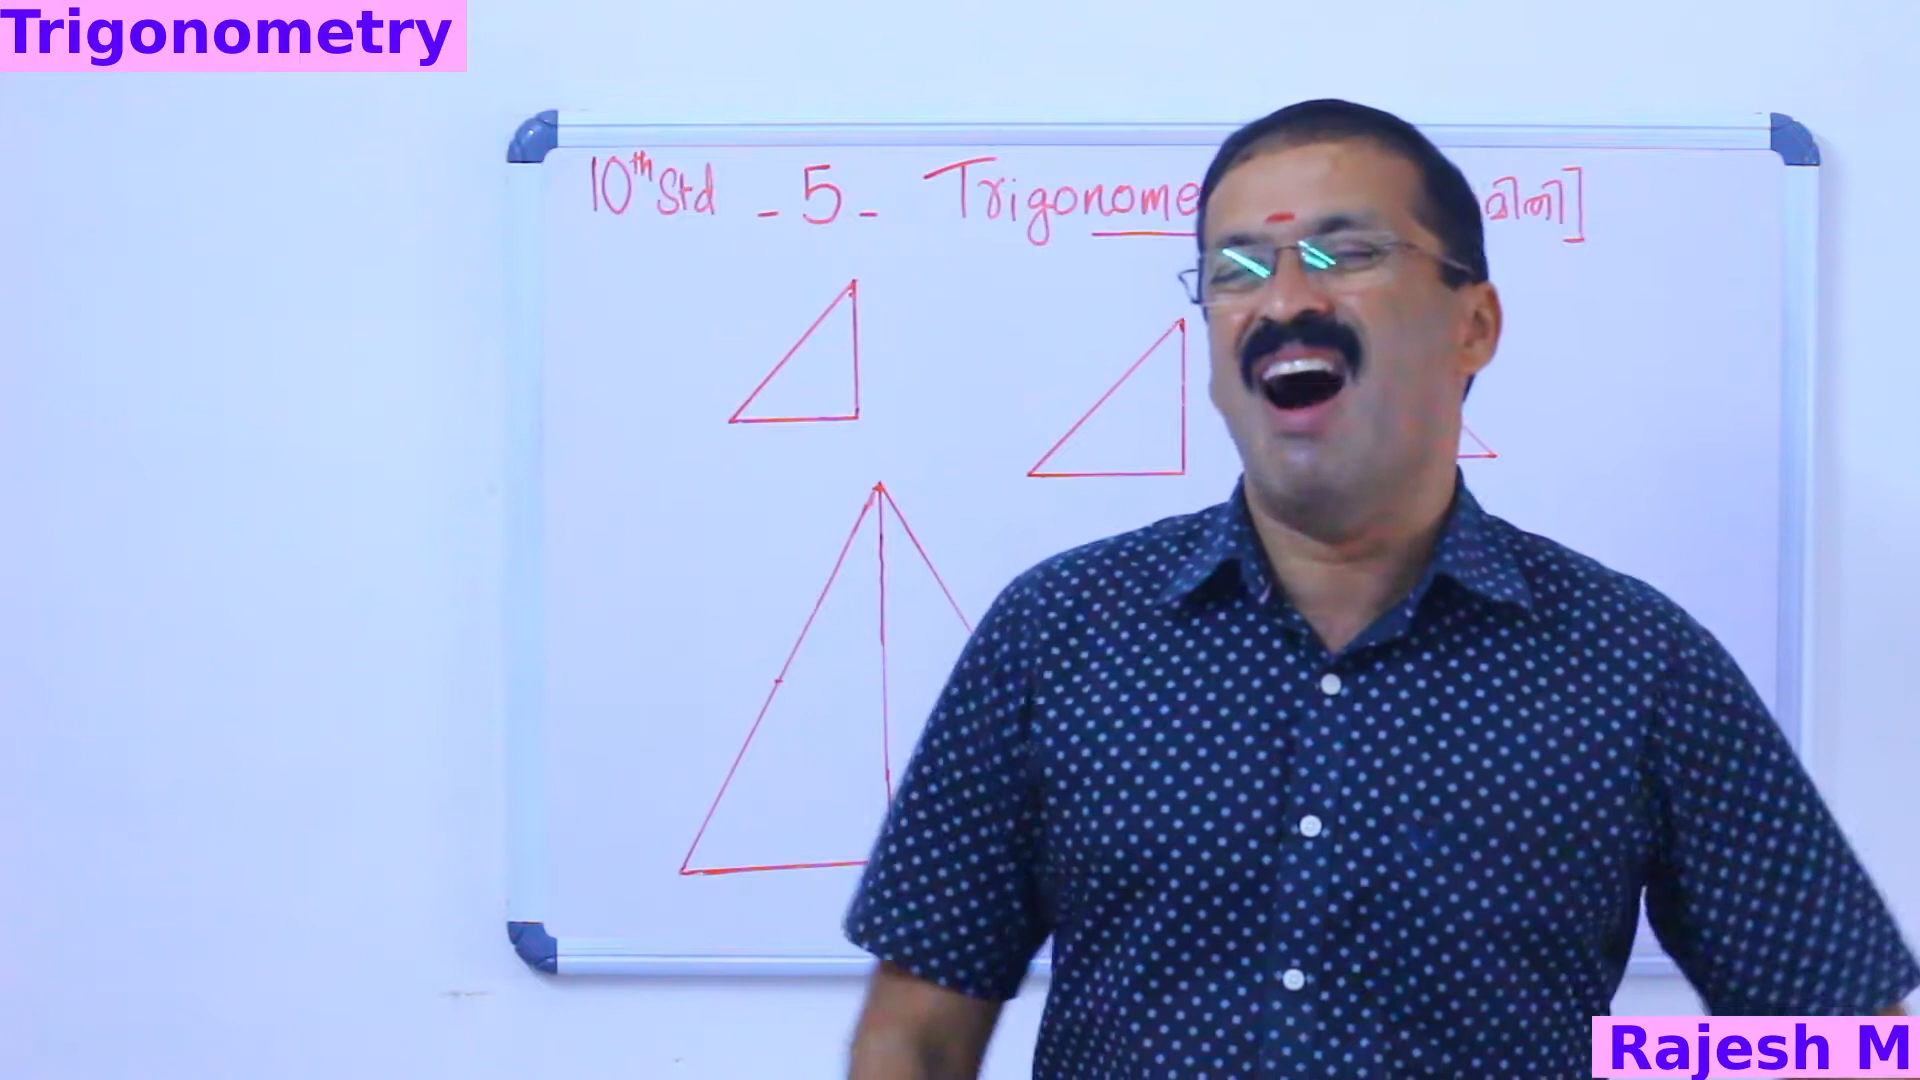 Trigonometry
10th Std - 5 - Trigonome മിതി]
Rajesh M